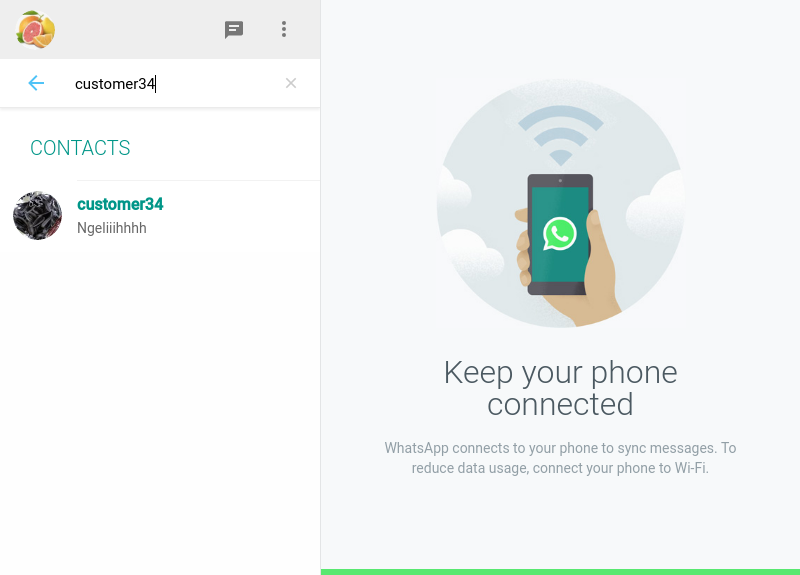 customer34
CONTACTS
customer34
Ngeliiihhhh
Keep your phone
connected
WhatsApp connects to your phone to sync messages. To
reduce data usage, connect your phone to Wi-Fi.